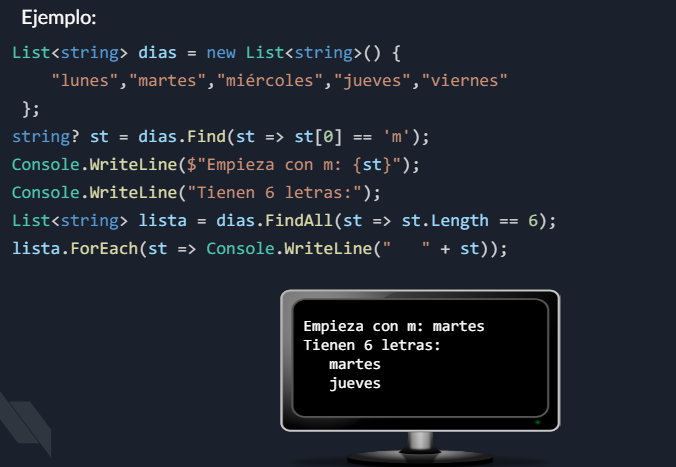 Ejemplo:
List<string> dias = new List<string>() {
    "lunes","martes","miércoles","jueves","viernes"
 };
string? st = dias.Find(st => st[0] == 'm');
Console.WriteLine($"Empieza con m: {st}");
Console.WriteLine("Tienen 6 letras:");
List<string> lista = dias.FindAll(st => st.Length == 6);
lista.ForEach(st => Console.WriteLine("   " + st));
Empieza con m: martes
Tienen 6 letras:
   martes
   jueves